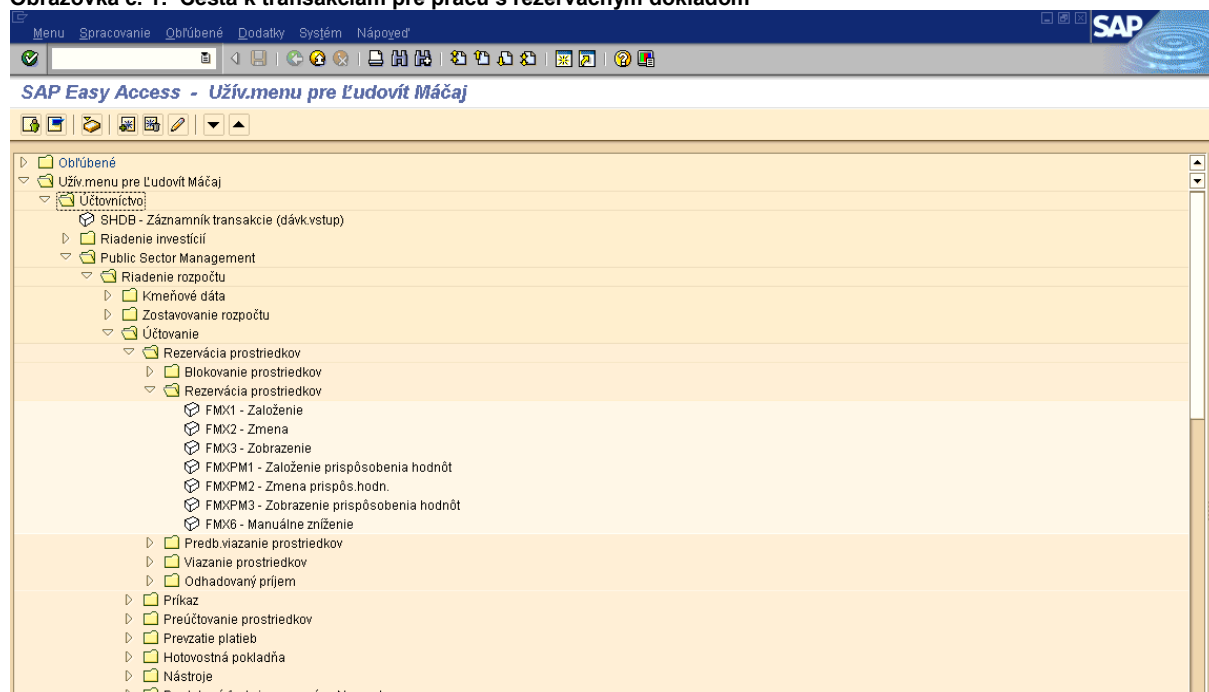 Obrazovka č. 1: Cesta k transakciám pre prácu s rezervačným dokladom
Menu Spracovanie Obľúbené Dodatky Systém Nápoveď
SAP
SAP Easy Access - Užív.menu pre Ľudovít Máčaj
Obľúbené
Užív.menu pre Ľudovít Máčaj
Účtovníctvo
SHDB - Záznamník transakcie (dávk.vstup)
Riadenie investícií
Public Sector Management
Riadenie rozpočtu
Kmeňové dáta
Zostavovanie rozpočtu
Účtovanie
Rezervácia prostriedkov
Blokovanie prostriedkov
Rezervácia prostriedkov
FMX1 - Založenie
FMX2 - Zmena
FMX3 - Zobrazenie
FMXPM1 - Založenie prispôsobenia hodnôt
FMXPM2 - Zmena prispôs.hodn.
FMXPM3 - Zobrazenie prispôsobenia hodnôt
FMX6 - Manuálne zníženie
Predb.viazanie prostriedkov
Viazanie prostriedkov
Odhadovaný príjem
Príkaz
Preúčtovanie prostriedkov
Prevzatie platieb
Hotovostná pokladňa
Nástroje